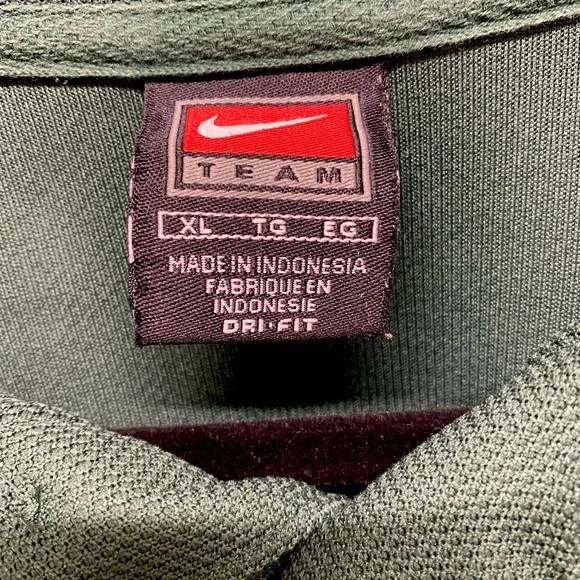 TEAM
XL TG EG
MADE IN INDONESIA
FABRIQUE EN
INDONESIE
DRI•FIT